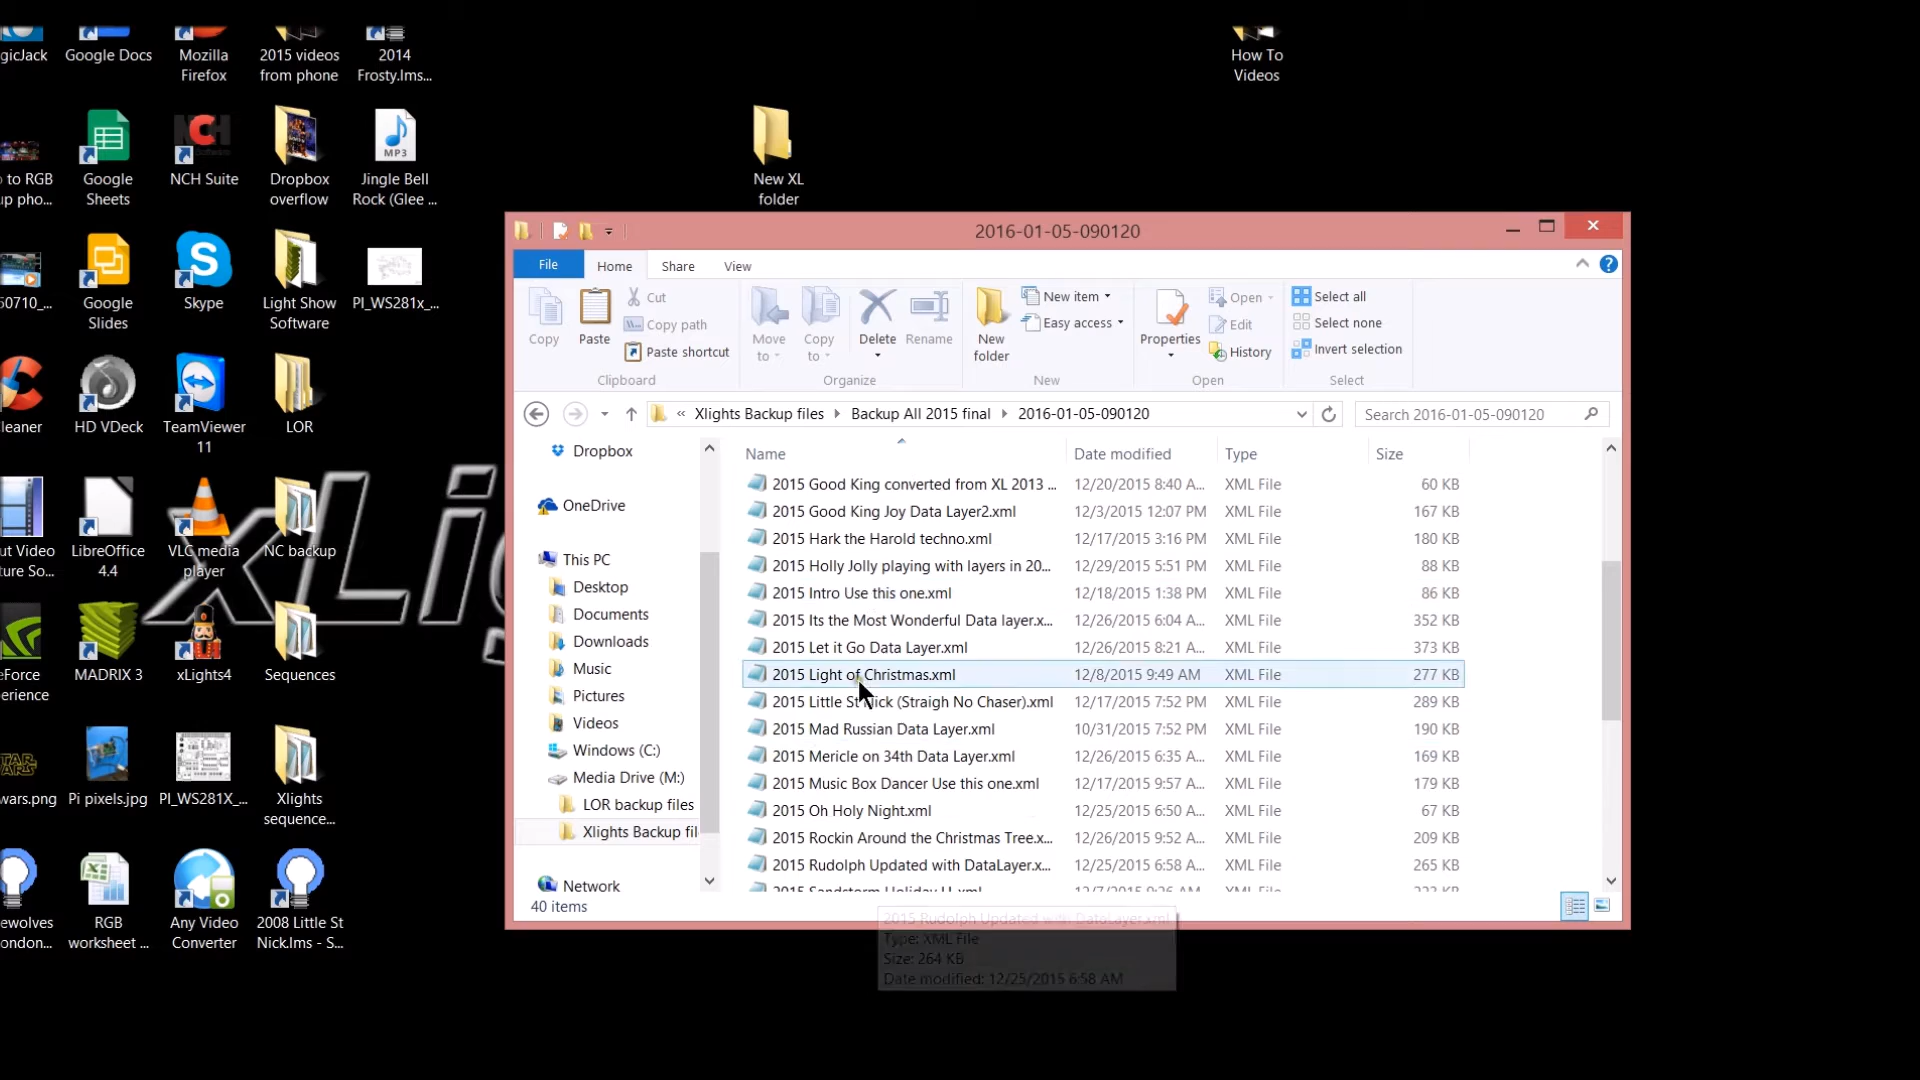 gicJack
Google Docs
Mozilla
Firefox
2015 videos
from phone
2014
Frosty.lms...
How To
Videos
to RGB
up pho...
Google
Sheets
NCH Suite
Dropbox
overflow
MP3
Jingle Bell
Rock (Glee ...
New XL
folder
50710_...
Google
Slides
Skype
Light Show
Software
PI_WS281x_...
leaner
HD VDeck
TeamViewer
11
LOR
ut Video
ture So...
LibreOffice
4.4
VLC media
player
NC backup
xLi
eForce
perience
MADRIX 3
xLights4
Sequences
STAR
WARS
wars.png
Pi pixels.jpg
PI_WS281X_...
Xlights
sequence...
ewolves
ondon...
RGB
worksheet ...
Any Video
Converter
2008 Little St
Nick.lms - S...
2016-01-05-090120
File
Home
Share
View
Copy
Paste
Cut
Copy path
Paste shortcut
Clipboard
Move
to
Copy
to
Delete
Rename
Organize
New
folder
New item
Easy access
New
Properties
Open
Edit
History
Open
Select all
Select none
Invert selection
Select
« Xlights Backup files
Backup All 2015 final
2016-01-05-090120
Search 2016-01-05-090120
Dropbox
OneDrive
This PC
Desktop
Documents
Downloads
Music
Pictures
Videos
Windows (C:)
Media Drive (M:)
LOR backup files
Xlights Backup fil
Network
Name Date modified Type Size
2015 Good King converted from XL 2013 ... 12/20/2015 8:40 A... XML File 60 KB
2015 Good King Joy Data Layer2.xml 12/3/2015 12:07 PM XML File 167 KB
2015 Hark the Harold techno.xml 12/17/2015 3:16 PM XML File 180 KB
2015 Holly Jolly playing with layers in 20... 12/29/2015 5:51 PM XML File 88 KB
2015 Intro Use this one.xml 12/18/2015 1:38 PM XML File 86 KB
2015 Its the Most Wonderful Data layer.x... 12/26/2015 6:04 A... XML File 352 KB
2015 Let it Go Data Layer.xml 12/26/2015 8:21 A... XML File 373 KB
2015 Light of Christmas.xml 12/8/2015 9:49 AM XML File 277 KB
2015 Little St Nick (Straigh No Chaser).xml 12/17/2015 7:52 PM XML File 289 KB
2015 Mad Russian Data Layer.xml 10/31/2015 7:52 PM XML File 190 KB
2015 Mericle on 34th Data Layer.xml 12/26/2015 6:35 A... XML File 169 KB
2015 Music Box Dancer Use this one.xml 12/17/2015 9:57 A... XML File 179 KB
2015 Oh Holy Night.xml 12/25/2015 6:50 A... XML File 67 KB
2015 Rockin Around the Christmas Tree.x... 12/26/2015 9:52 A... XML File 209 KB
2015 Rudolph Updated with DataLayer.x... 12/25/2015 6:58 A... XML File 265 KB
40 items
2015 Rudolph Updated with DataLayer.xml
Type: XML File
Size: 264 KB
Date modified: 12/25/2015 6:58 AM